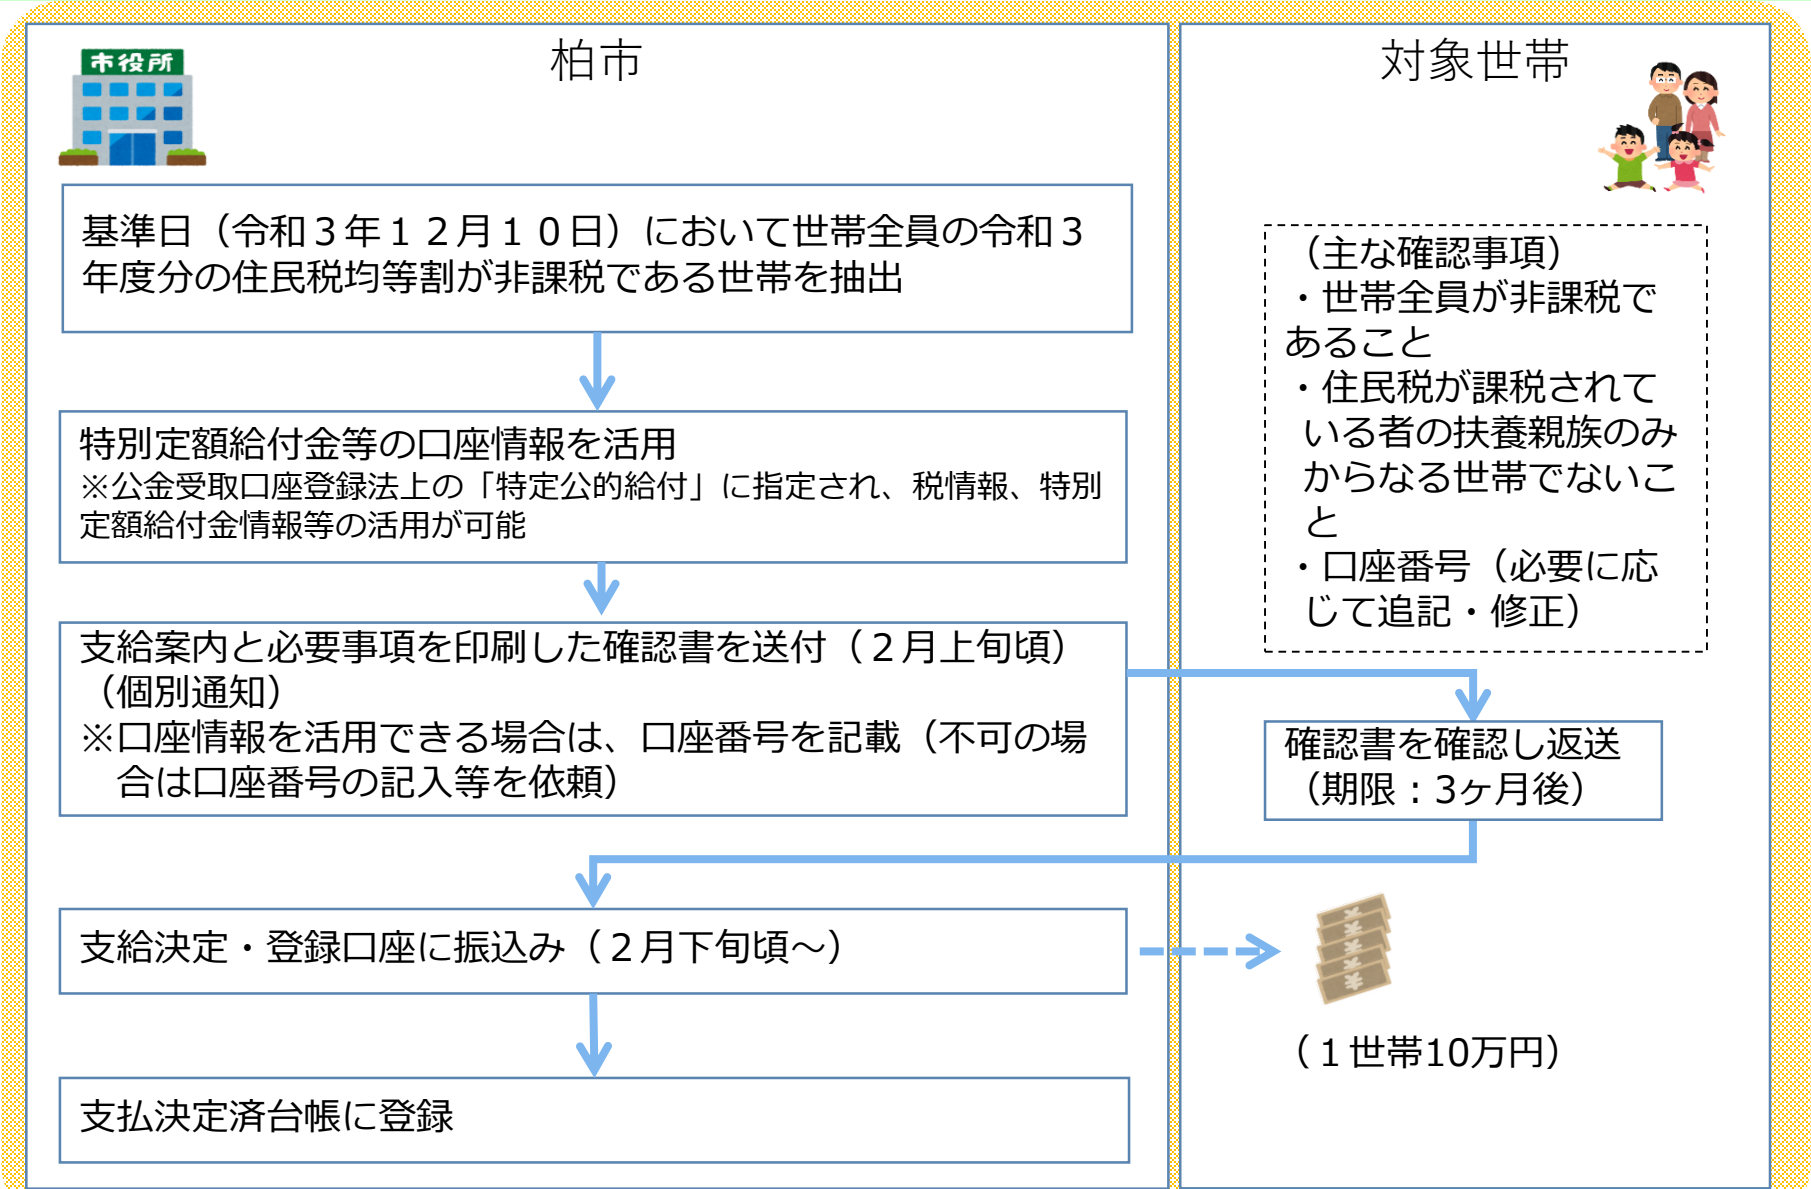 市役所
柏市
基準日（令和３年１２月１０日）において世帯全員の令和３
年度分の住民税均等割が非課税である世帯を抽出
特別定額給付金等の口座情報を活用
※公金受取口座登録法上の「特定公的給付」に指定され、税情報、特別
定額給付金情報等の活用が可能
支給案内と必要事項を印刷した確認書を送付（２月上旬頃）
（個別通知）
※口座情報を活用できる場合は、口座番号を記載（不可の場
合は口座番号の記入等を依頼）
支給決定・登録口座に振込み（２月下旬頃～）
支払決定済台帳に登録
対象世帯
（主な確認事項）
・世帯全員が非課税で
あること
・住民税が課税されて
いる者の扶養親族のみ
からなる世帯でないこ
と
・口座番号（必要に応
じて追記・修正）
確認書を確認し返送
（期限：3ヶ月後）
（１世帯10万円）